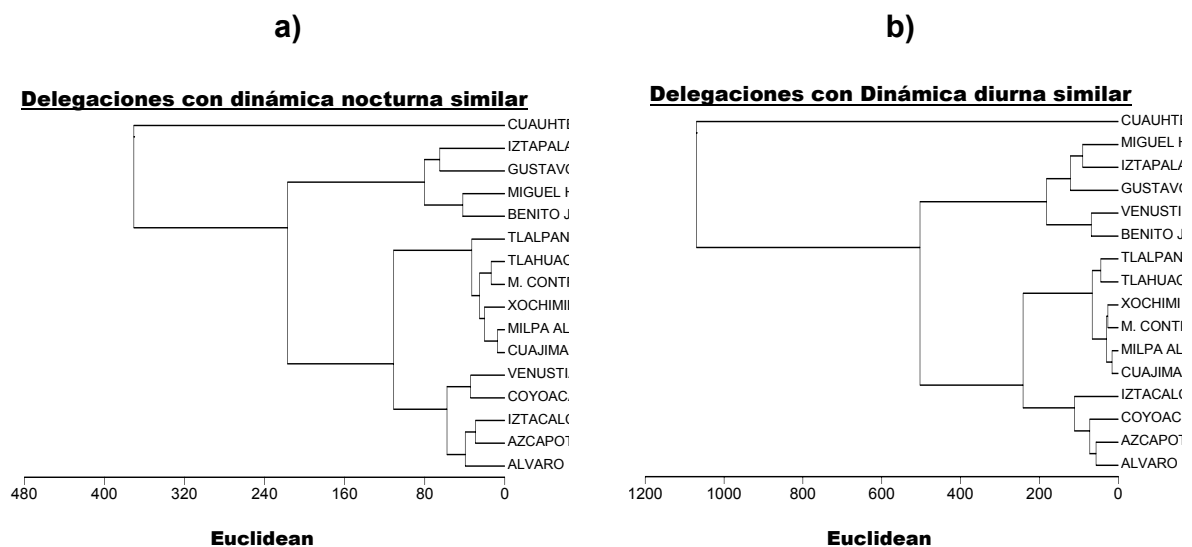 a)
Delegaciones con dinámica nocturna similar
CUAUHTE
IZTAPALA
GUSTAVO
MIGUEL H
BENITO J
TLALPAN
TLAHUAC
M. CONT
XOCHIMI
MILPA AL
CUAJIMA
VENUSTI
COYOAC
IZTACALC
AZCAPOT
ALVARO
480 400 320 240 160 80 0
Euclidean
b)
Delegaciones con Dinámica diurna similar
CUAUHTE
MIGUEL H
IZTAPALA
GUSTAVO
VENUSTI
BENITO J
TLALPAN
TLAHUAC
XOCHIMI
M. CONT
MILPA AL
CUAJIMA
IZTACALC
COYOAC
AZCAPOT
ALVARO
1200 1000 800 600 400 200 0
Euclidean